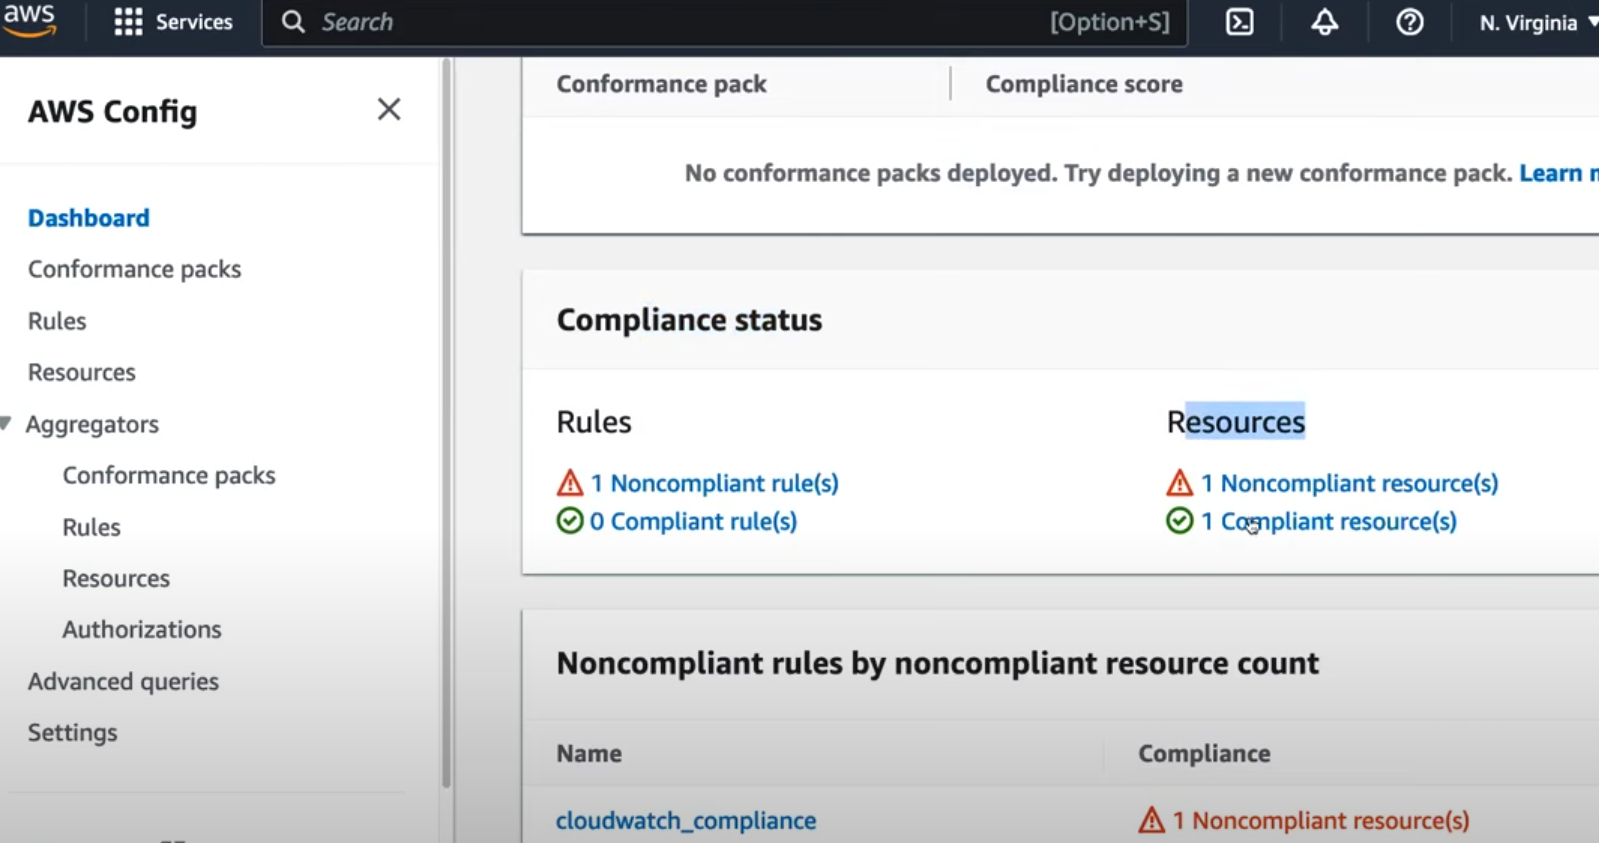 aws
Services
Search
[Option+S]
N. Virginia
AWS Config
Dashboard
Conformance packs
Rules
Resources
Aggregators
Conformance packs
Rules
Resources
Authorizations
Advanced queries
Settings
Conformance pack
Compliance score
No conformance packs deployed. Try deploying a new conformance pack. Learn
Compliance status
Rules
1 Noncompliant rule(s)
0 Compliant rule(s)
Resources
1 Noncompliant resource(s)
1 Compliant resource(s)
Noncompliant rules by noncompliant resource count
Name
Compliance
cloudwatch_compliance
1 Noncompliant resource(s)